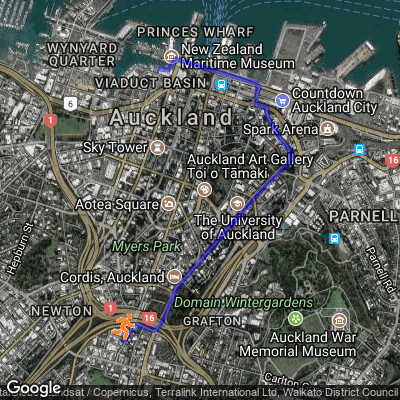 PRINCES WHARF
WYNYARD
QUARTER
New Zealand
Maritime Museum
VIADUCT BASIN
6
Countdown
Auckland City
1
Auckland
Spark Arena
Sky Tower
Auckland Art Gallery
Toi o Tāmaki
16
Aotea Square
The University
of Auckland
PARNELL
Hepburn St
Myers Park
Parnell Rd
Cordis, Auckland
Domain Wintergardens
NEWTON
1
16
GRAFTON
Auckland War
Memorial Museum
Carlton
Google
/ Copernicus, Terralink International Ltd, Waikato District Council